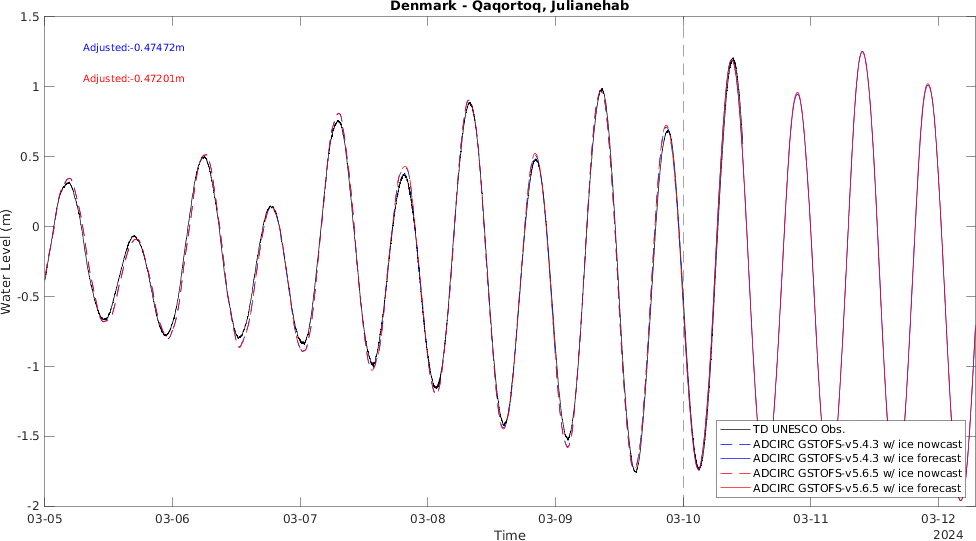 Denmark - Qaqortoq, Julianehab
1.5
1
0.5
0
-0.5
-1
-1.5
-2
Water Level (m)
Adjusted:-0.47472m
Adjusted:-0.47201m
TD UNESCO Obs.
ADCIRC GSTOFS-v5.4.3 w/ ice nowcast
ADCIRC GSTOFS-v5.4.3 w/ ice forecast
ADCIRC GSTOFS-v5.6.5 w/ ice nowcast
ADCIRC GSTOFS-v5.6.5 w/ ice forecast
03-05 03-06 03-07 03-08 03-09 03-10 03-11 03-12
Time
2024